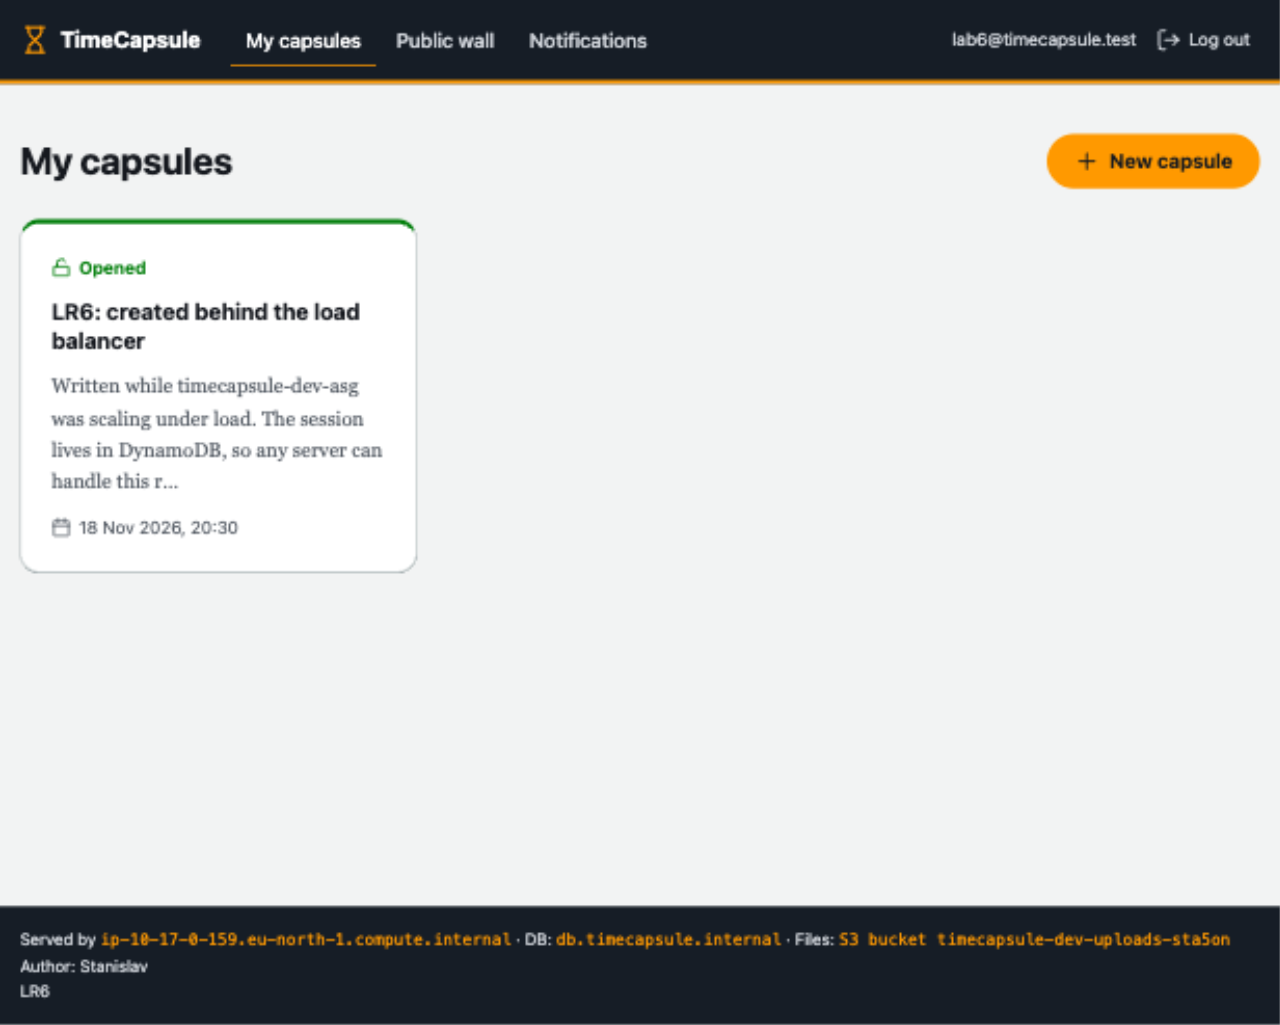 TimeCapsule My capsules Public wall Notifications lab6@timecapsule.test Log out
My capsules
+ New capsule
Opened
LR6: created behind the load
balancer
Written while timecapsule-dev-asg
was scaling under load. The session
lives in DynamoDB, so any server can
handle this r...
18 Nov 2026, 20:30
Served by ip-10-17-0-159.eu-north-1.compute.internal · DB: db.timecapsule.internal · Files: S3 bucket timecapsule-dev-uploads-sta5on
Author: Stanislav
LR6